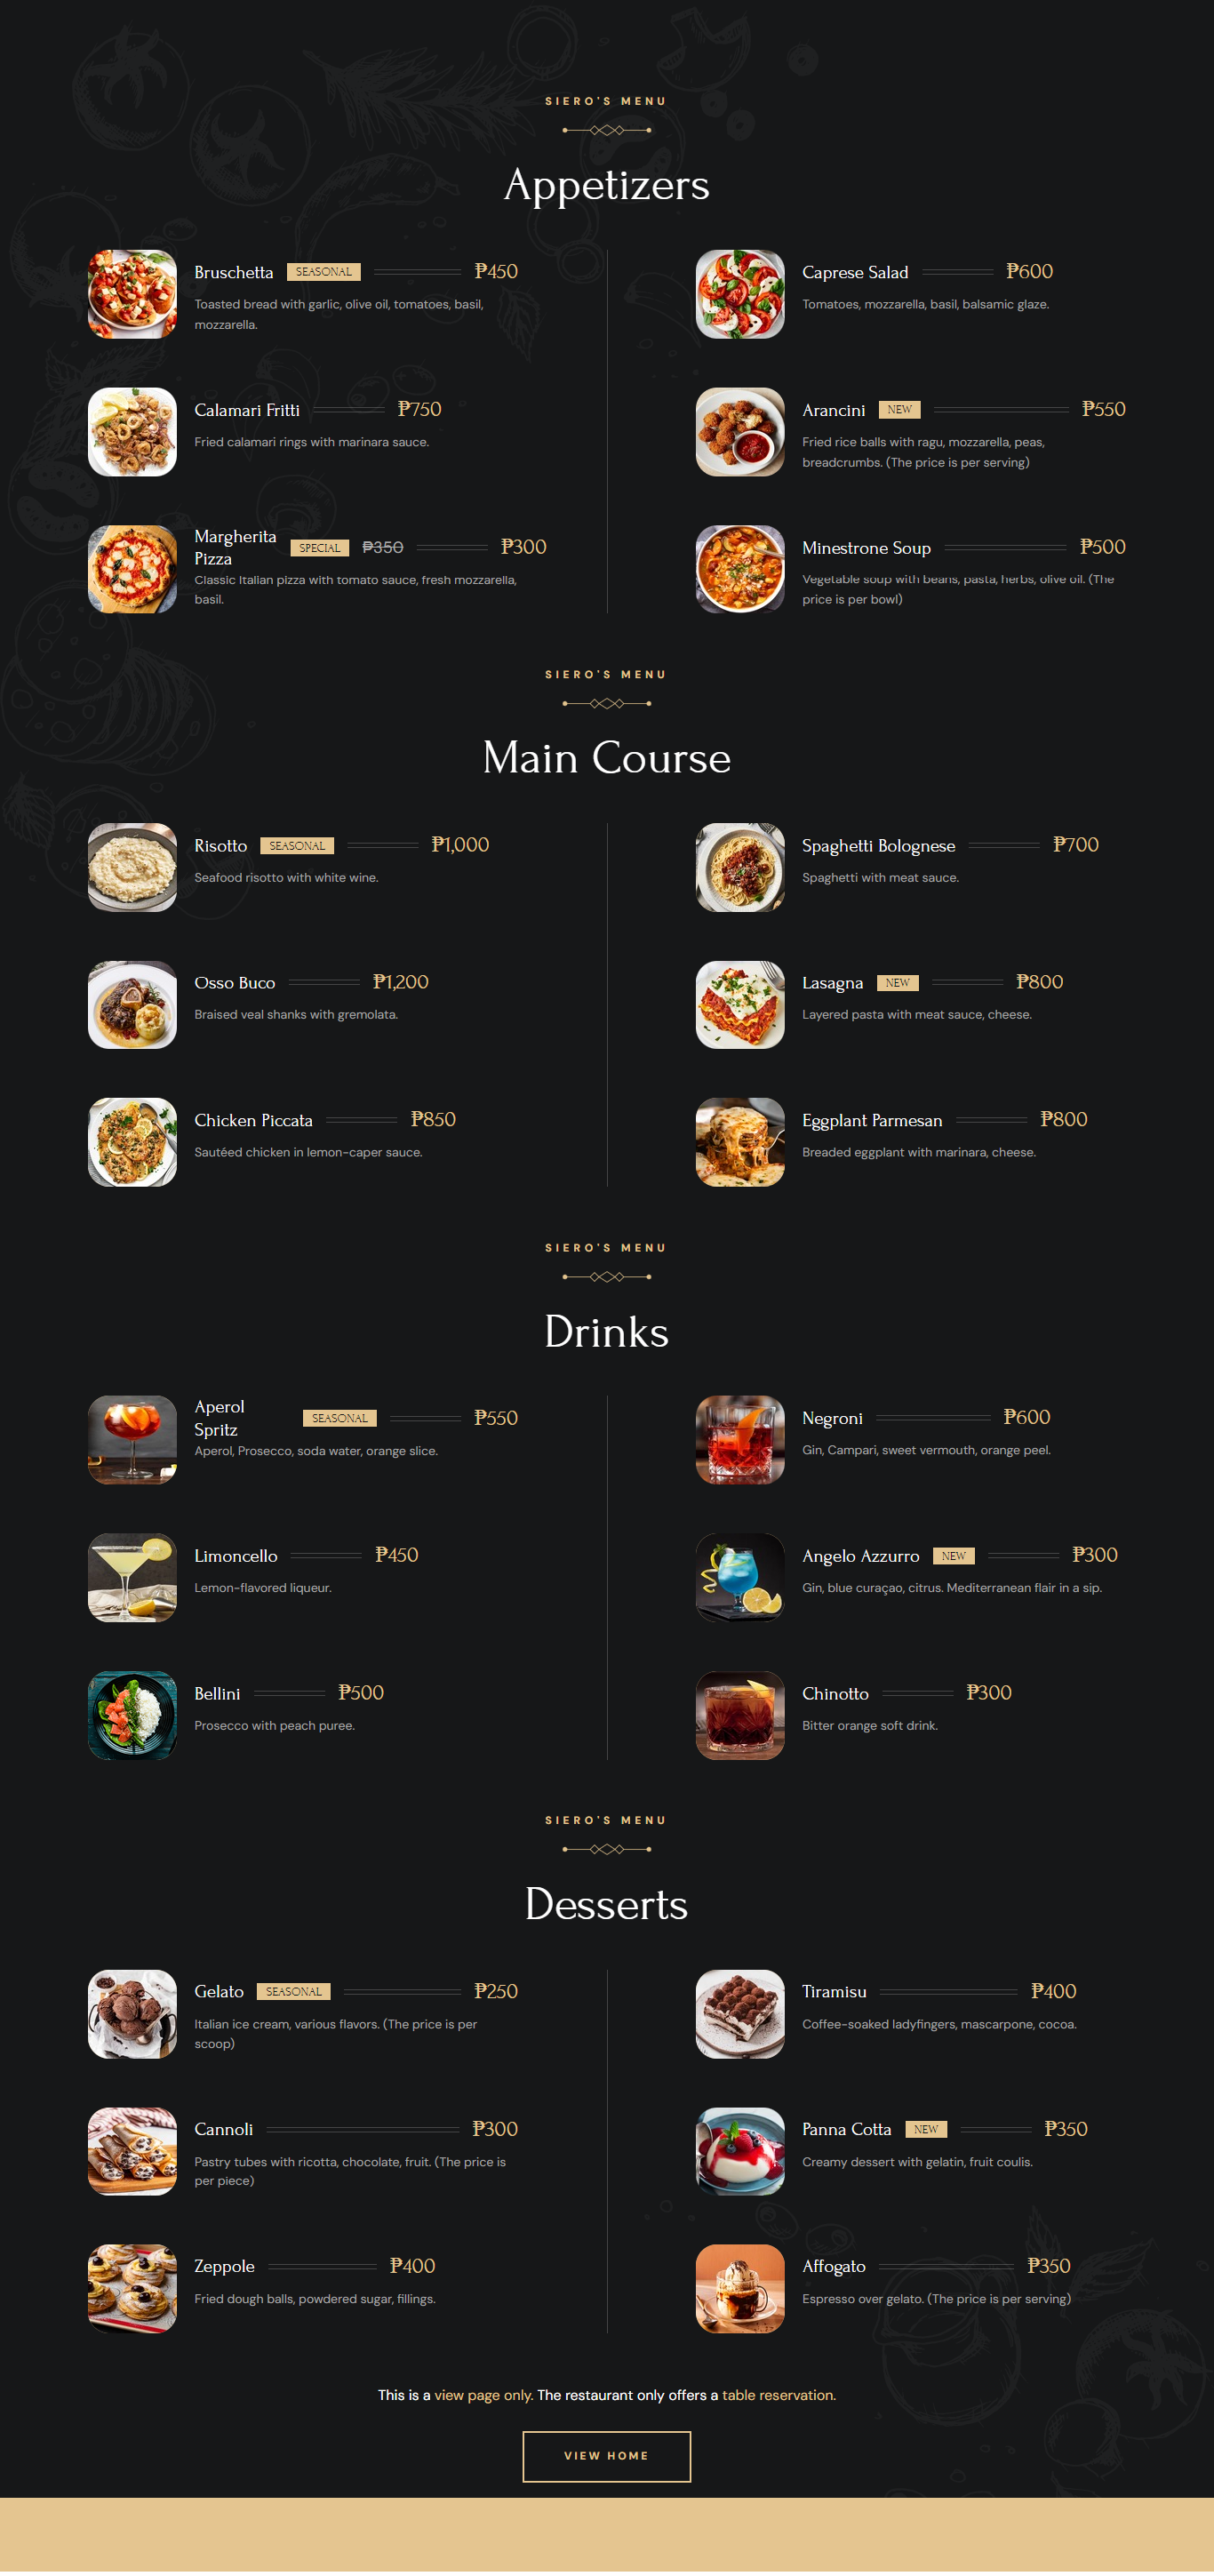 SIERO'S MENU
Appetizers
Bruschetta SEASONAL ₱450
Toasted bread with garlic, olive oil, tomatoes, basil,
mozzarella.
Caprese Salad ₱600
Tomatoes, mozzarella, basil, balsamic glaze.
Calamari Fritti ₱750
Fried calamari rings with marinara sauce.
Arancini NEW ₱550
Fried rice balls with ragu, mozzarella, peas,
breadcrumbs. (The price is per serving)
Margherita
Pizza SPECIAL ₱350 ₱300
Classic Italian pizza with tomato sauce, fresh mozzarella,
basil.
Minestrone Soup ₱500
Vegetable soup with beans, pasta, herbs, olive oil. (The
price is per bowl)
SIERO'S MENU
Main Course
Risotto SEASONAL ₱1,000
Seafood risotto with white wine.
Spaghetti Bolognese ₱700
Spaghetti with meat sauce.
Osso Buco ₱1,200
Braised veal shanks with gremolata.
Lasagna NEW ₱800
Layered pasta with meat sauce, cheese.
Chicken Piccata ₱850
Sautéed chicken in lemon-caper sauce.
Eggplant Parmesan ₱800
Breaded eggplant with marinara, cheese.
SIERO'S MENU
Drinks
Aperol
Spritz SEASONAL ₱550
Aperol, Prosecco, soda water, orange slice.
Negroni ₱600
Gin, Campari, sweet vermouth, orange peel.
Limoncello ₱450
Lemon-flavored liqueur.
Angelo Azzurro NEW ₱300
Gin, blue curaçao, citrus. Mediterranean flair in a sip.
Bellini ₱500
Prosecco with peach puree.
Chinotto ₱300
Bitter orange soft drink.
SIERO'S MENU
Desserts
Gelato SEASONAL ₱250
Italian ice cream, various flavors. (The price is per
scoop)
Tiramisu ₱400
Coffee-soaked ladyfingers, mascarpone, cocoa.
Cannoli ₱300
Pastry tubes with ricotta, chocolate, fruit. (The price is
per piece)
Panna Cotta NEW ₱350
Creamy dessert with gelatin, fruit coulis.
Zeppole ₱400
Fried dough balls, powdered sugar, fillings.
Affogato ₱350
Espresso over gelato. (The price is per serving)
This is a view page only. The restaurant only offers a table reservation.
VIEW HOME